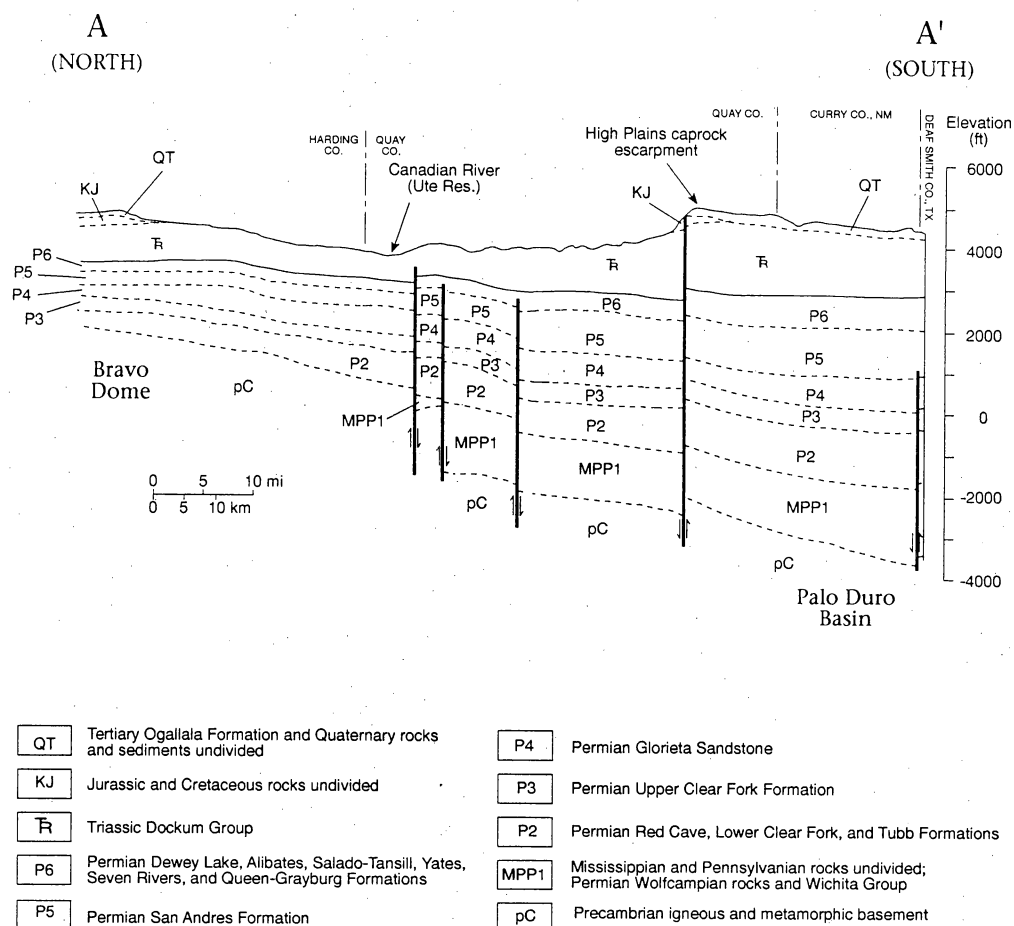 A
(NORTH)
A'
(SOUTH)
HARDING
CO.
QUAY
CO.
QUAY CO.
CURRY CO., NM
DEAF SMITH CO., TX
Elevation
(ft)
High Plains caprock
escarpment
Canadian River
(Ute Res.)
QT
KJ
KJ
QT
6000
4000
2000
0
-2000
-4000
TR
TR
TR
P6
P5
P4
P3
P2
P5
P4
P2
P5
P4
P3
P2
P6
P5
P4
P3
P2
P6
P5
P4
P3
P2
MPP1
MPP1
MPP1
MPP1
pC
pC
pC
pC
Bravo
Dome
Palo Duro
Basin
0 5 10 mi
0 5 10 km
QT Tertiary Ogallala Formation and Quaternary rocks
and sediments undivided
KJ Jurassic and Cretaceous rocks undivided
TR Triassic Dockum Group
P6 Permian Dewey Lake, Alibates, Salado-Tansill, Yates,
Seven Rivers, and Queen-Grayburg Formations
P5 Permian San Andres Formation
P4 Permian Glorieta Sandstone
P3 Permian Upper Clear Fork Formation
P2 Permian Red Cave, Lower Clear Fork, and Tubb Formations
MPP1 Mississippian and Pennsylvanian rocks undivided;
Permian Wolfcampian rocks and Wichita Group
pC Precambrian igneous and metamorphic basement